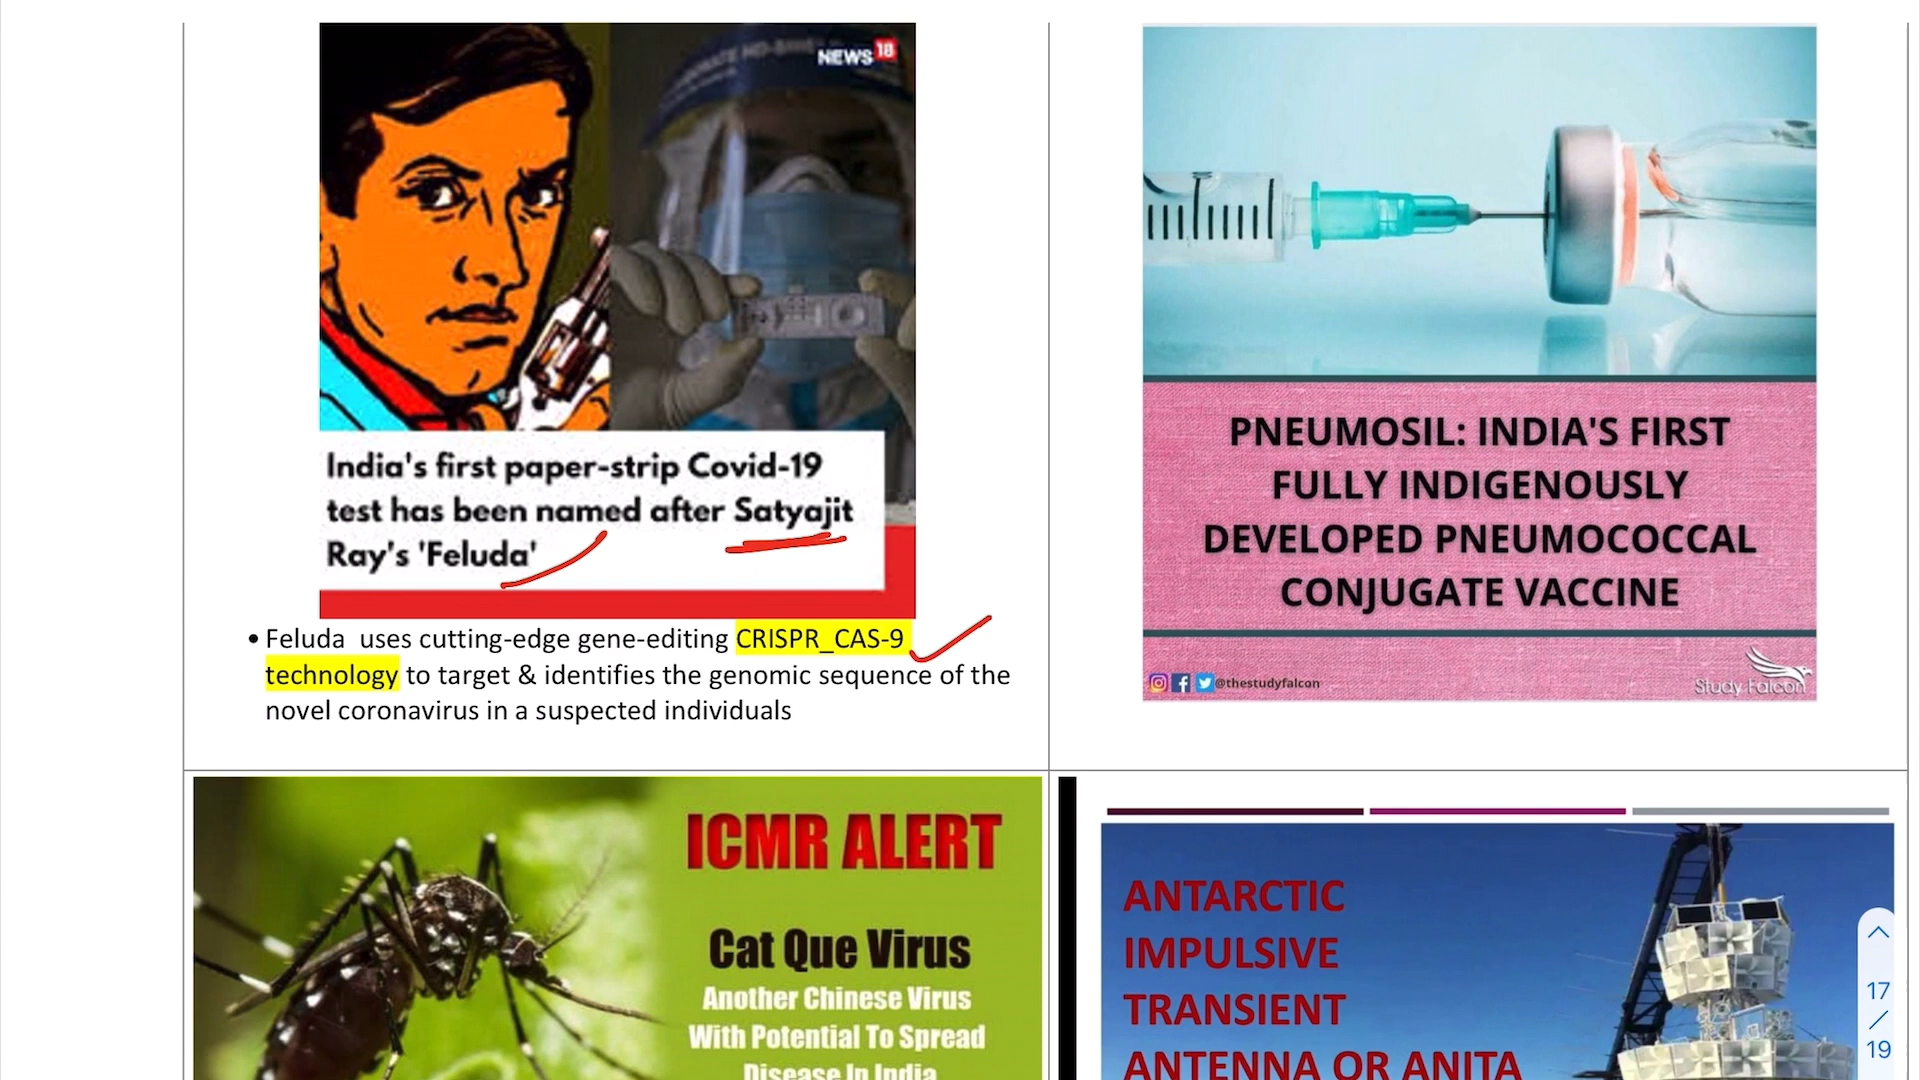 NEWS 18
India's first paper-strip Covid-19
test has been named after Satyajit
Ray's 'Feluda'
• Feluda  uses cutting-edge gene-editing CRISPR_CAS-9
technology to target & identifies the genomic sequence of the
novel coronavirus in a suspected individuals
PNEUMOSIL: INDIA'S FIRST
FULLY INDIGENOUSLY
DEVELOPED PNEUMOCOCCAL
CONJUGATE VACCINE
@thestudyfalcon
Study Falcon
ICMR ALERT
Cat Que Virus
Another Chinese Virus
With Potential To Spread
Disease In India
ANTARCTIC
IMPULSIVE
TRANSIENT
ANTENNA OR ANITA
17
/
19